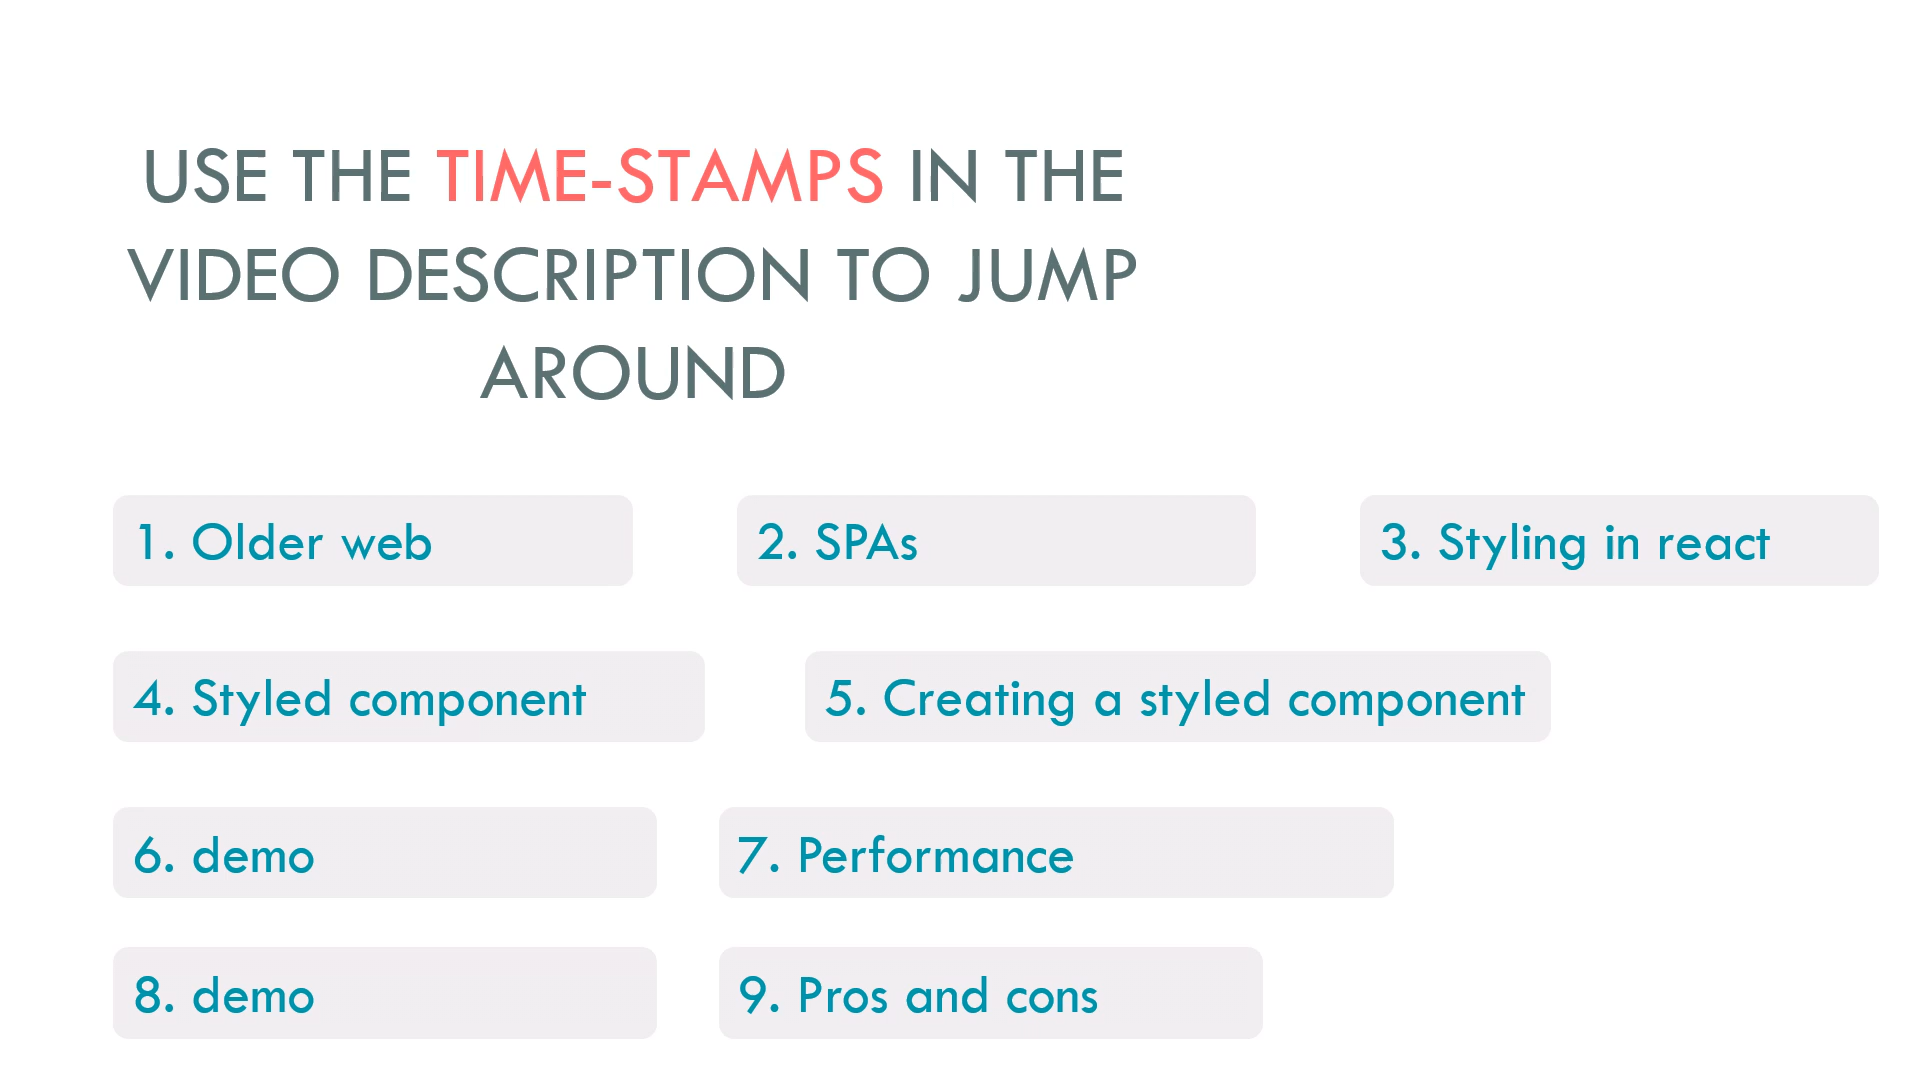 USE THE TIME-STAMPS IN THE
VIDEO DESCRIPTION TO JUMP
AROUND
1. Older web
2. SPAs
3. Styling in react
4. Styled component
5. Creating a styled component
6. demo
7. Performance
8. demo
9. Pros and cons